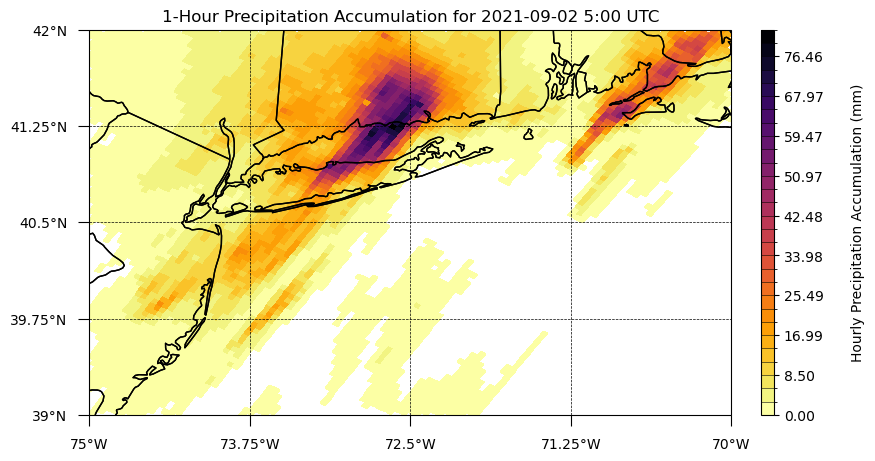 1-Hour Precipitation Accumulation for 2021-09-02 5:00 UTC
42°N
41.25°N
40.5°N
39.75°N
39°N
75°W
73.75°W
72.5°W
71.25°W
70°W
76.46
67.97
59.47
50.97
42.48
33.98
25.49
16.99
8.50
0.00
Hourly Precipitation Accumulation (mm)